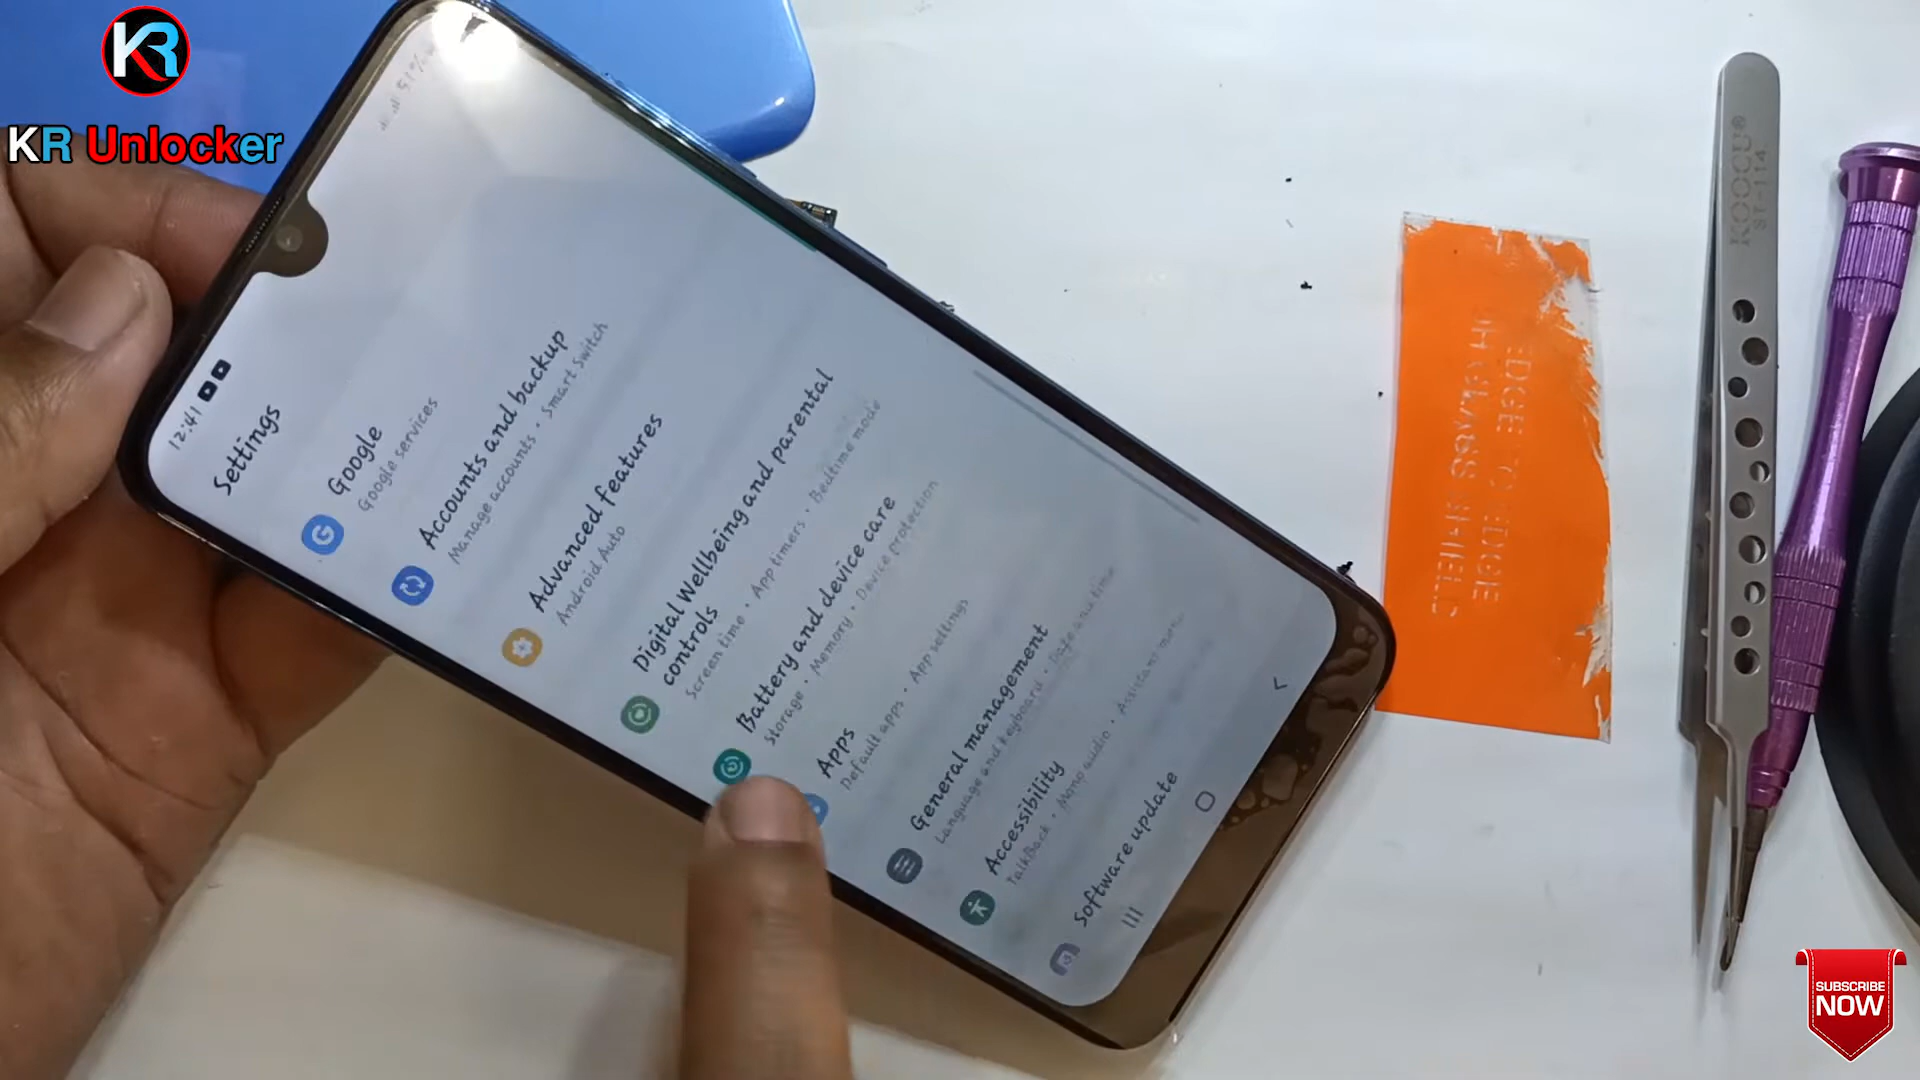 KR
KR Unlocker
51%
12:41
Settings
Google
Google services
Accounts and backup
Manage accounts • Smart Switch
Advanced features
Android Auto
Digital Wellbeing and parental
controls
Screen time • App timers • Bedtime mode
Battery and device care
Storage • Memory • Device protection
Apps
Default apps • App settings
General management
Language and keyboard • Date and time
Accessibility
TalkBack • Mono audio • Assistant menu
Software update
EDGE TO EDGE
KOOCU®
ST-114
SUBSCRIBE
NOW